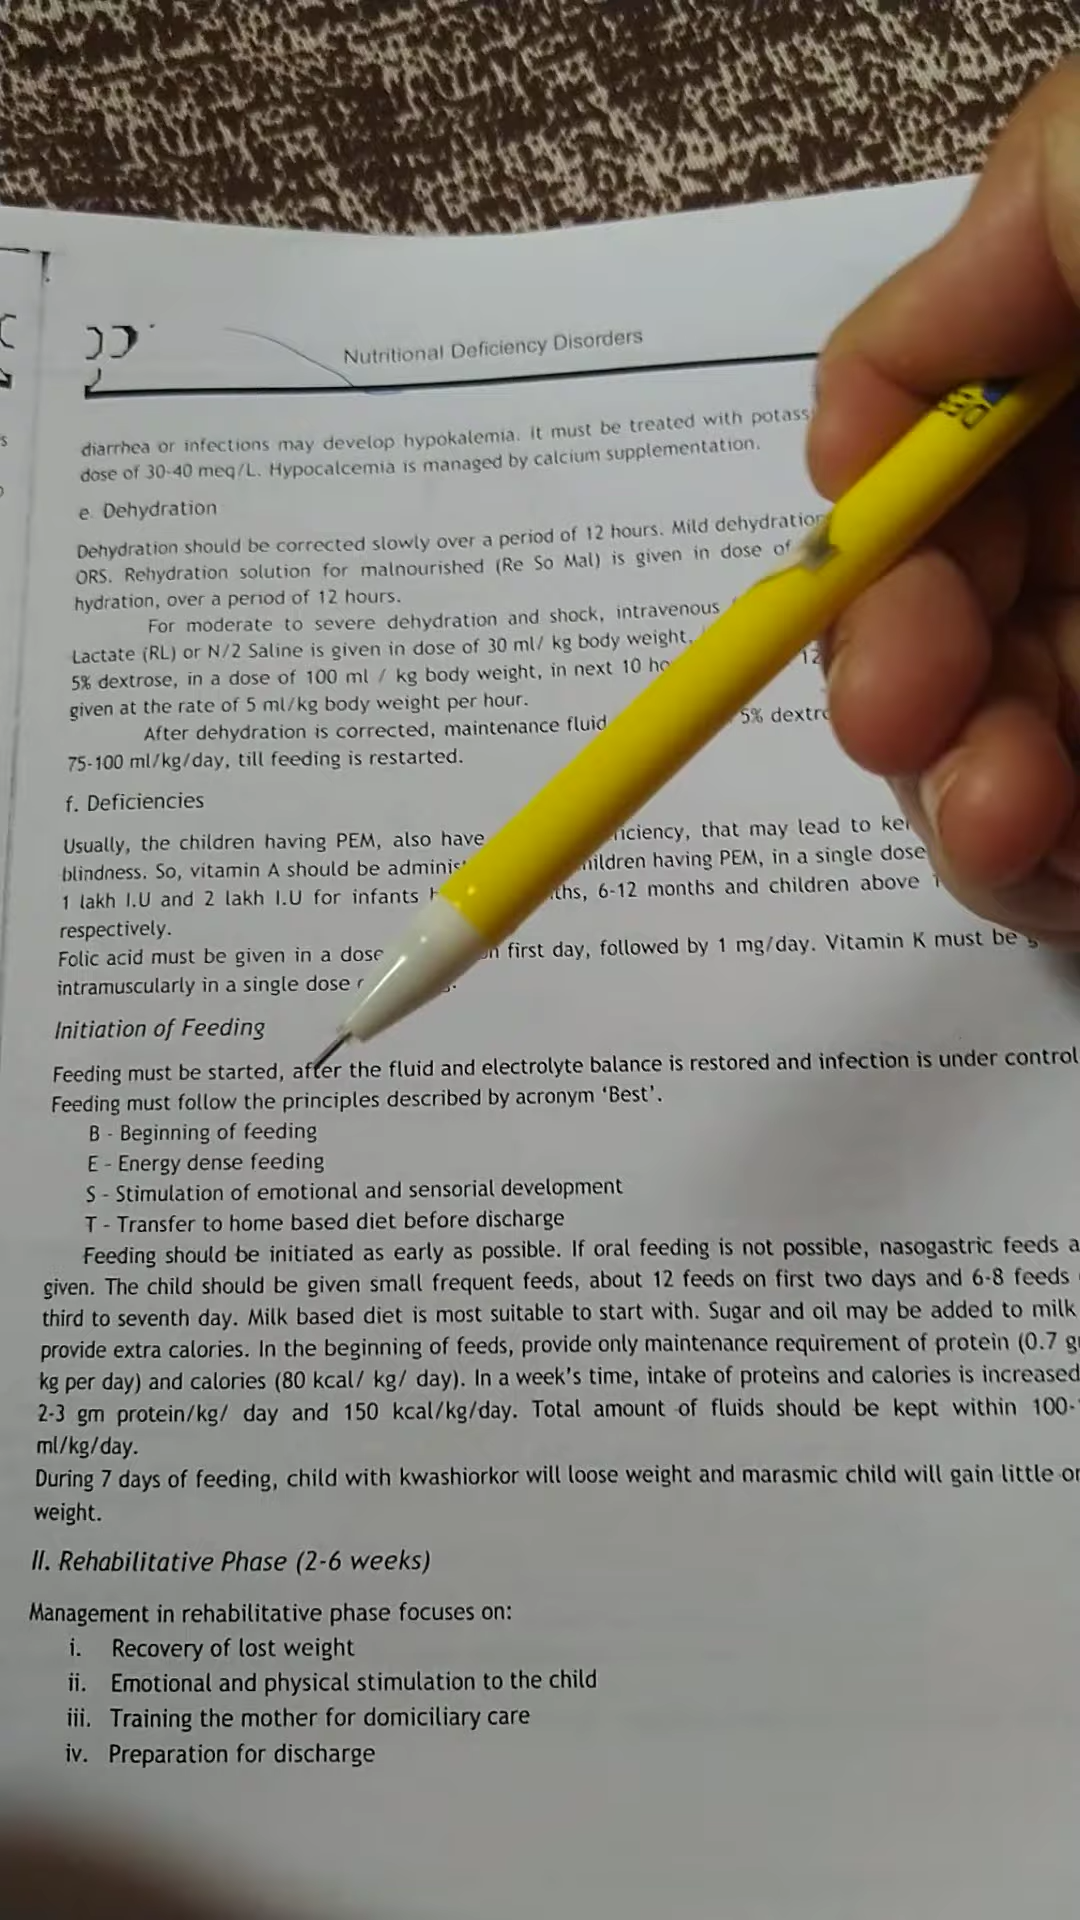 Nutritional Deficiency Disorders
diarrhea or infections may develop hypokalemia. It must be treated with
dose of 30-40 meq/L. Hypocalcemia is managed by calcium supplementation.
e. Dehydration
Dehydration should be corrected slowly over a period of 12 hours. Mild
ORS. Rehydration solution for malnourished (Re So Mal) is given in dose of
hydration, over a period of 12 hours.
For moderate to severe dehydration and shock, intravenous
Lactate (RL) or N/2 Saline is given in dose of 30 ml/ kg body weight,
5% dextrose, in a dose of 100 ml / kg body weight, in next 10 12
given at the rate of 5 ml/kg body weight per hour.
After dehydration is corrected, maintenance fluid 5%
75-100 ml/kg/day, till feeding is restarted.
f. Deficiencies
Usually, the children having PEM, also have that may lead to
blindness. So, vitamin A should be having PEM, in a single dose
1 lakh I.U and 2 lakh I.U for infants 6-12 months and children above
respectively.
Folic acid must be given in a dose first day, followed by 1 mg/day. Vitamin K must be
intramuscularly in a single dose
Initiation of Feeding
Feeding must be started, after the fluid and electrolyte balance is restored and infection is under control
Feeding must follow the principles described by acronym ‘Best’.
B - Beginning of feeding
E - Energy dense feeding
S - Stimulation of emotional and sensorial development
T - Transfer to home based diet before discharge
Feeding should be initiated as early as possible. If oral feeding is not possible, nasogastric feeds
given. The child should be given small frequent feeds, about 12 feeds on first two days and 6-8 feeds
third to seventh day. Milk based diet is most suitable to start with. Sugar and oil may be added to milk
provide extra calories. In the beginning of feeds, provide only maintenance requirement of protein (0.7
kg per day) and calories (80 kcal/ kg/ day). In a week's time, intake of proteins and calories is increased
2-3 gm protein/kg/ day and 150 kcal/kg/day. Total amount of fluids should be kept within 100-
ml/kg/day.
During 7 days of feeding, child with kwashiorkor will loose weight and marasmic child will gain little or
weight.
II. Rehabilitative Phase (2-6 weeks)
Management in rehabilitative phase focuses on:
i. Recovery of lost weight
ii. Emotional and physical stimulation to the child
iii. Training the mother for domiciliary care
iv. Preparation for discharge